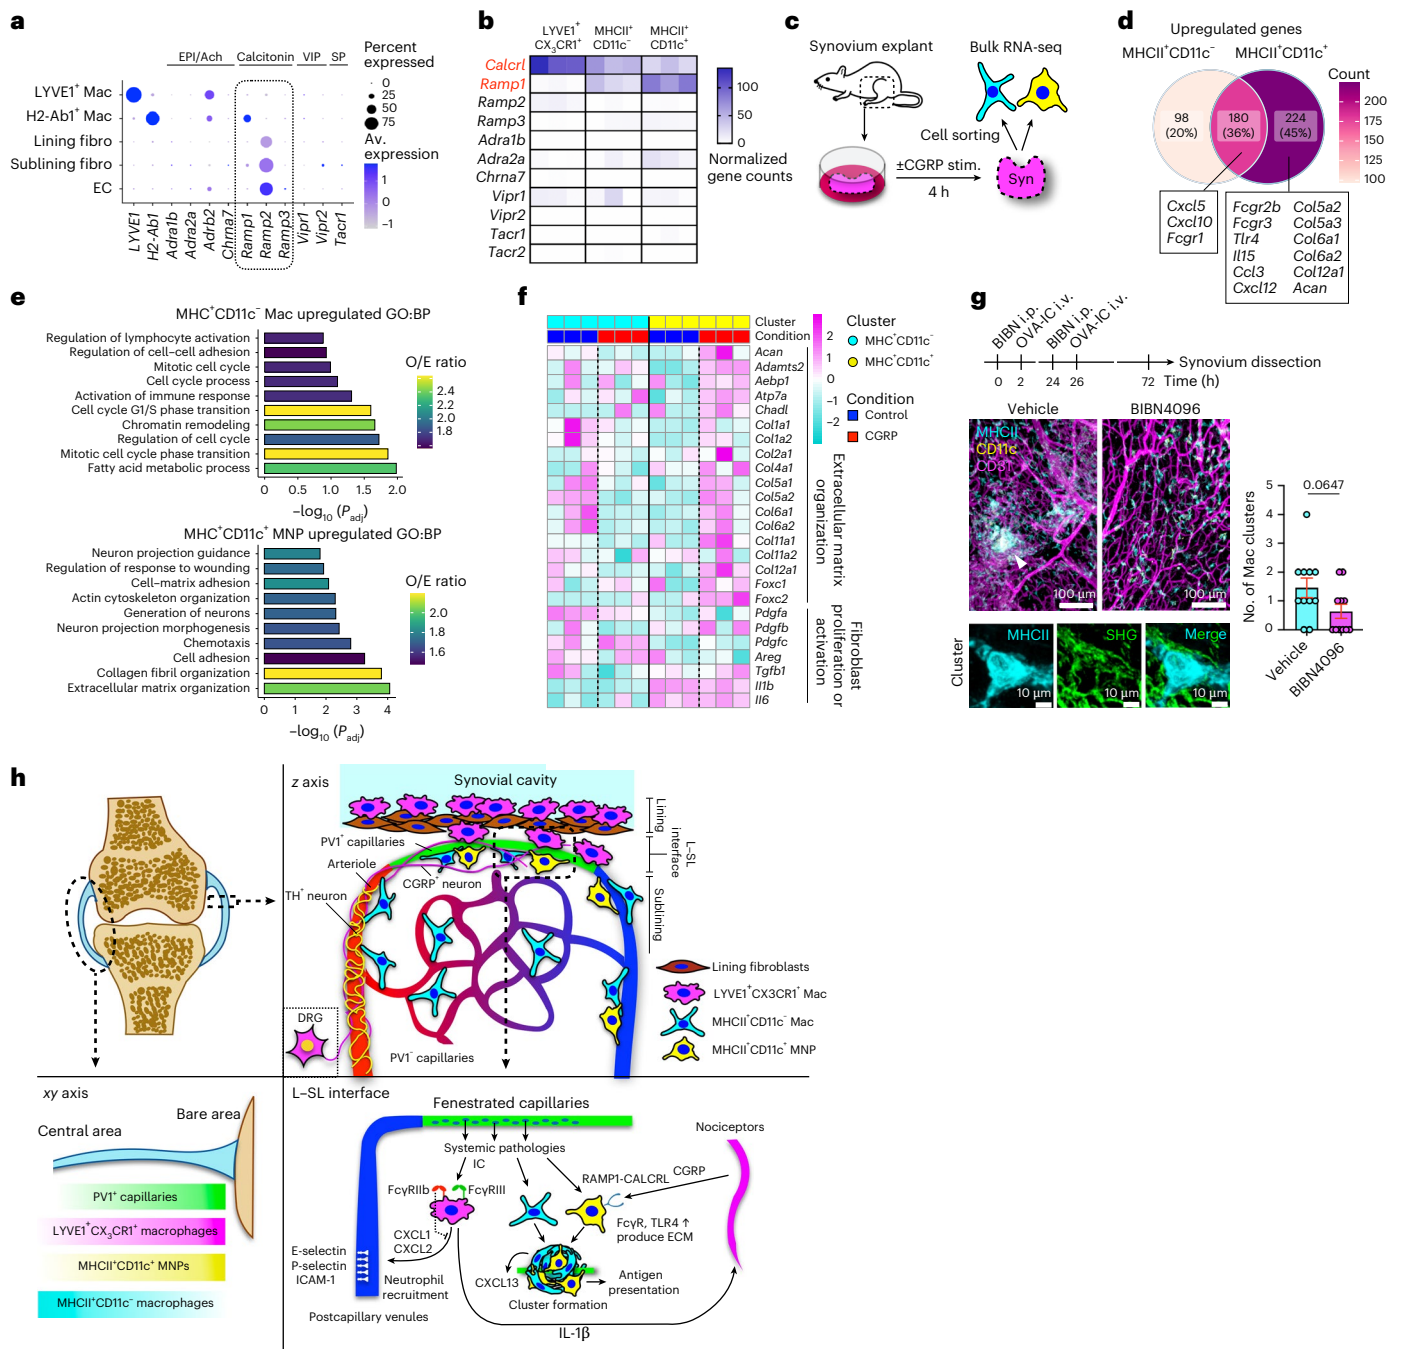 a
EPI/Ach Calcitonin VIP SP
LYVE1⁺ Mac
H2-Ab1⁺ Mac
Lining fibro
Sublining fibro
EC
LYVE1
H2-Ab1
Adra1b
Adra2a
Adrb2
Chrna7
Ramp1
Ramp2
Ramp3
Vipr1
Vipr2
Tacr1
Percent
expressed
0
25
50
75
Av.
expression
1
0
−1
b
LYVE1⁺ MHCII⁺ MHCII⁺
CX₃CR1⁺ CD11c⁻ CD11c⁺
Calcrl
Ramp1
Ramp2
Ramp3
Adra1b
Adra2a
Chrna7
Vipr1
Vipr2
Tacr1
Tacr2
100
50
0
Normalized
gene counts
c
Synovium explant
Bulk RNA-seq
Cell sorting
±CGRP stim.
4 h
Syn
d
Upregulated genes
MHCII⁺CD11c⁻ MHCII⁺CD11c⁺
98
(20%)
180
(36%)
224
(45%)
Count
200
175
150
125
100
Cxcl5
Cxcl10
Fcgr1
Fcgr2b Col5a2
Fcgr3 Col5a3
Tlr4 Col6a1
Il15 Col6a2
Ccl3 Col12a1
Cxcl12 Acan
e
MHC⁺CD11c⁻ Mac upregulated GO:BP
Regulation of lymphocyte activation
Regulation of cell–cell adhesion
Mitotic cell cycle
Cell cycle process
Activation of immune response
Cell cycle G1/S phase transition
Chromatin remodeling
Regulation of cell cycle
Mitotic cell cycle phase transition
Fatty acid metabolic process
0 0.5 1.0 1.5 2.0
−log₁₀ (Padj)
O/E ratio
2.4
2.2
2.0
1.8
MHC⁺CD11c⁺ MNP upregulated GO:BP
Neuron projection guidance
Regulation of response to wounding
Cell–matrix adhesion
Actin cytoskeleton organization
Generation of neurons
Neuron projection morphogenesis
Chemotaxis
Cell adhesion
Collagen fibril organization
Extracellular matrix organization
0 1 2 3 4
−log₁₀ (Padj)
O/E ratio
2.0
1.8
1.6
f
Cluster
Condition
Acan
Adamts2
Aebp1
Atp7a
Chadl
Col1a1
Col1a2
Col2a1
Col4a1
Col5a1
Col5a2
Col6a1
Col6a2
Col11a1
Col11a2
Col12a1
Foxc1
Foxc2
Pdgfa
Pdgfb
Pdgfc
Areg
Tgfb1
Il1b
Il6
Extracellular matrix
organization
Fibroblast
proliferation or
activation
2
1
0
−1
−2
Cluster
MHC⁺CD11c⁻
MHC⁺CD11c⁺
Condition
Control
CGRP
g
BIBN i.p.
OVA-IC i.v.
BIBN i.p.
OVA-IC i.v.
Synovium dissection
0 2 24 26 72 Time (h)
Vehicle BIBN4096
MHCII
CD11c
CD31
100 µm
100 µm
Cluster
MHCII
SHG
Merge
10 µm
10 µm
10 µm
No. of Mac clusters
5
4
3
2
1
0
0.0647
Vehicle
BIBN4096
h
z axis
Synovial cavity
PV1⁺ capillaries
Arteriole
CGRP⁺ neuron
TH⁺ neuron
Lining
L–SL
interface
Sublining
DRG
PV1⁻ capillaries
Lining fibroblasts
LYVE1⁺CX3CR1⁺ Mac
MHCII⁺CD11c⁻ Mac
MHCII⁺CD11c⁺ MNP
xy axis
Bare area
Central area
PV1⁺ capillaries
LYVE1⁺CX₃CR1⁺ macrophages
MHCII⁺CD11c⁺ MNPs
MHCII⁺CD11c⁻ macrophages
L–SL interface
Fenestrated capillaries
Systemic pathologies
IC
FcγRIIb
FcγRIII
RAMP1-CALCRL
CGRP
Nociceptors
FcγR, TLR4 ↑
produce ECM
CXCL1
CXCL2
E-selectin
P-selectin
ICAM-1
Neutrophil
recruitment
CXCL13
Antigen
presentation
Cluster formation
Postcapillary venules
IL-1β